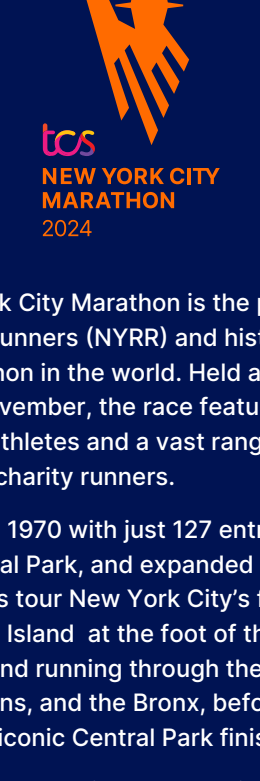 tcs
NEW YORK CITY
MARATHON
2024
k City Marathon is the
unners (NYRR) and hist
on in the world. Held a
vember, the race featu
thletes and a vast rang
charity runners.
1970 with just 127 entr
al Park, and expanded
s tour New York City's f
Island at the foot of th
nd running through the
ns, and the Bronx, befo
iconic Central Park finis